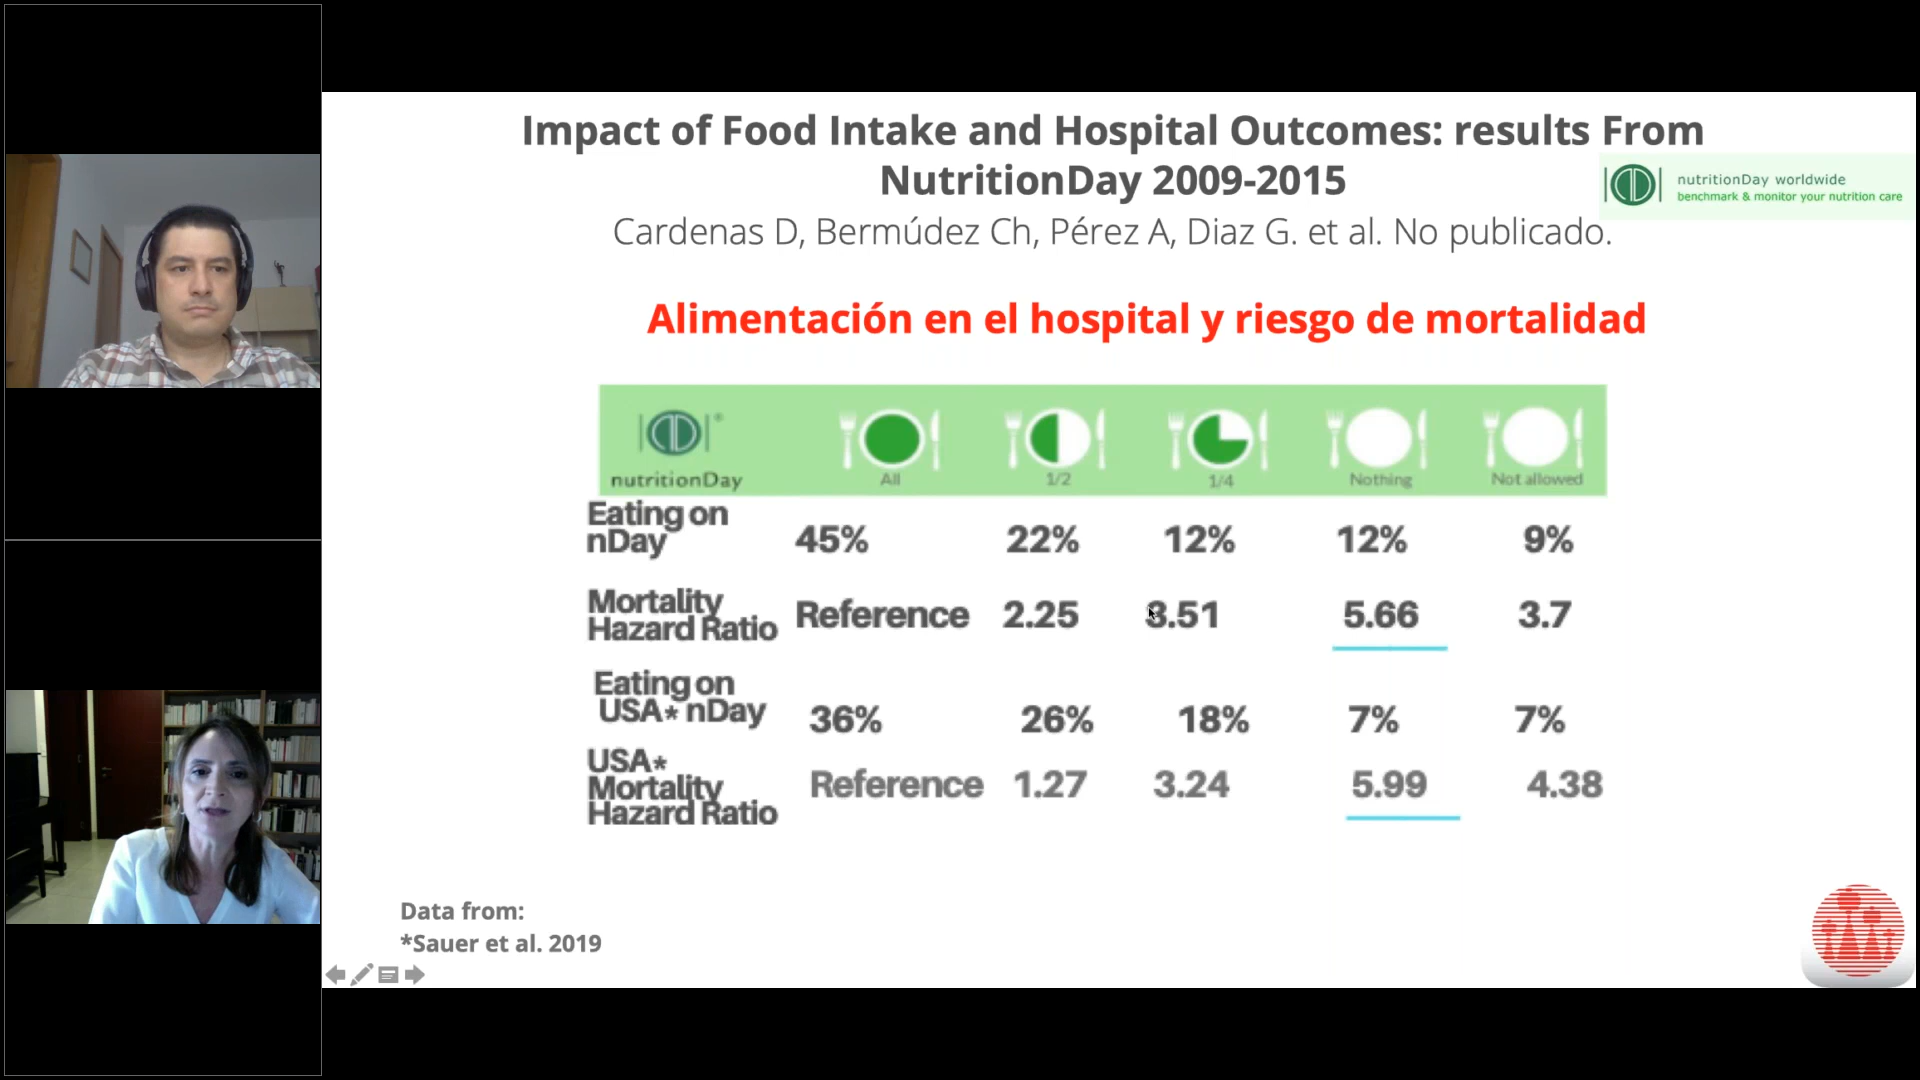 Impact of Food Intake and Hospital Outcomes: results From
NutritionDay 2009-2015
nutritionDay worldwide
benchmark & monitor your nutrition care
Cardenas D, Bermúdez Ch, Pérez A, Diaz G. et al. No publicado.
Alimentación en el hospital y riesgo de mortalidad
nutritionDay All 1/2 1/4 Nothing Not allowed
Eating on
nDay 45% 22% 12% 12% 9%
Mortality
Hazard Ratio Reference 2.25 3.51 5.66 3.7
Eating on
USA* nDay 36% 26% 18% 7% 7%
USA*
Mortality
Hazard Ratio Reference 1.27 3.24 5.99 4.38
Data from:
*Sauer et al. 2019